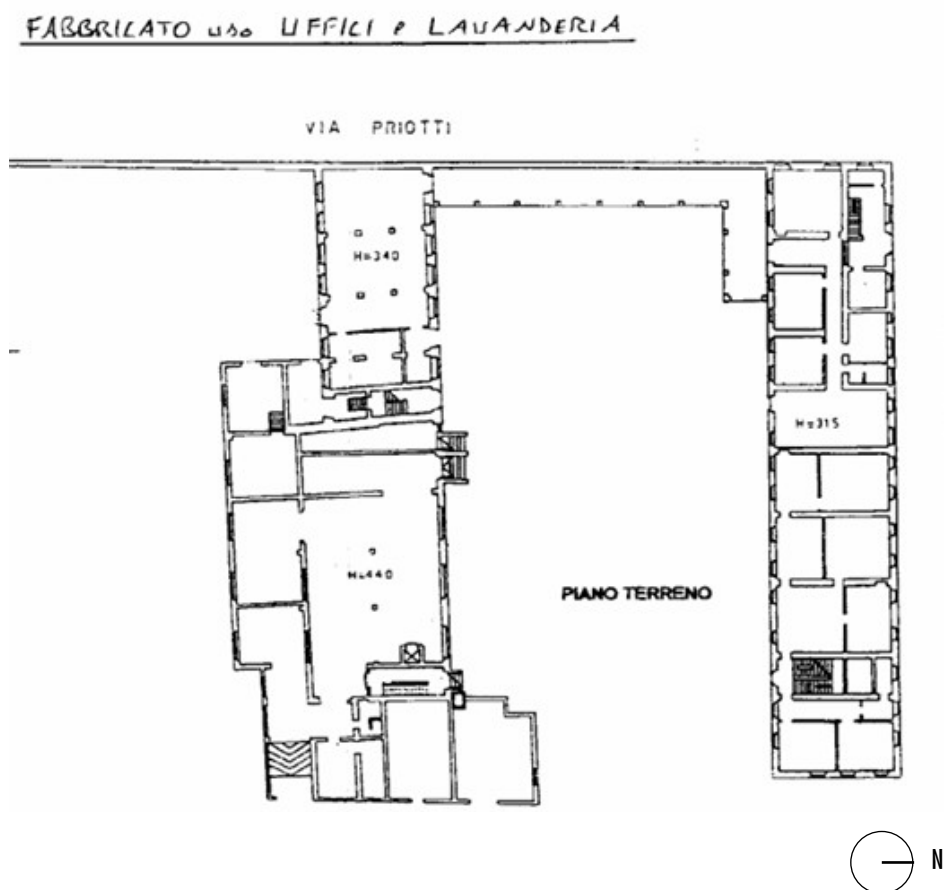 FABBRICATO uso UFFICI e LAVANDERIA
VIA PRIOTTI
H=340
H=315
H=440
PIANO TERRENO
N